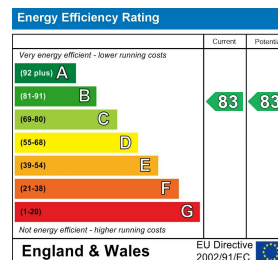 Energy Efficiency Rating
Current
Potentia
Very energy efficient - lower running costs
(92 plus) A
(81-91) B
83
83
(69-80) C
(55-68) D
(39-54) E
(21-38) F
(1-20) G
Not energy efficient - higher running costs
England & Wales
EU Directive
2002/91/EC